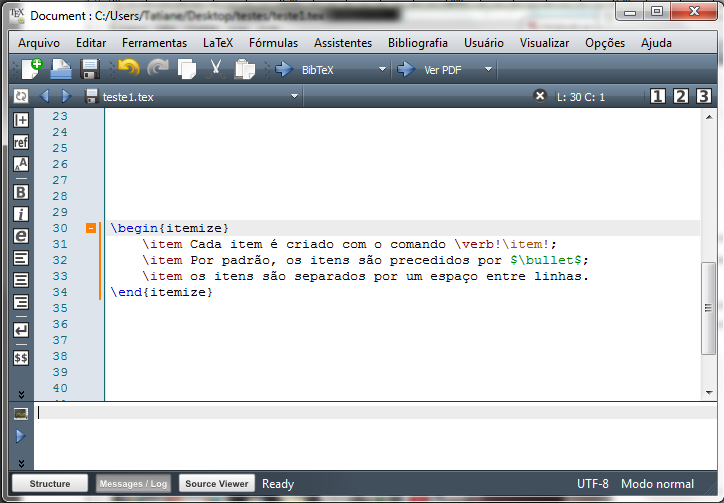 Document : C:/Users/Tatiane/Desktop/testes/teste1.tex
Arquivo Editar Ferramentas LaTeX Fórmulas Assistentes Bibliografia Usuário Visualizar Opções Ajuda
BibTeX Ver PDF
teste1.tex L: 30 C: 1 1 2 3
23
24
25
26
27
28
29
30 \begin{itemize}
31 \item Cada item é criado com o comando \verb!\item!;
32 \item Por padrão, os itens são precedidos por $\bullet$;
33 \item os itens são separados por um espaço entre linhas.
34 \end{itemize}
35
36
37
38
39
40
ref
A
B
i
e
$$
Structure Messages / Log Source Viewer Ready UTF-8 Modo normal